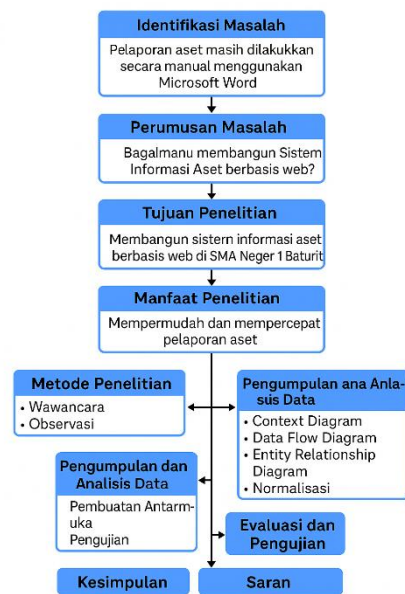 Identifikasi Masalah
Pelaporan aset masih dilakukkan
secara manual menggunakan
Microsoft Word
Perumusan Masalah
Bagalmanu membangun Sistem
Informasi Aset berbasis web?
Tujuan Penelitian
Membangun sistern informasi aset
berbasis web di SMA Neger 1 Baturit
Manfaat Penelitian
Mempermudah dan mempercepat
pelaporan aset
Metode Penelitian
• Wawancara
• Observasi
Pengumpulan ana Anla-
sus Data
• Context Diagram
• Data Flow Diagram
• Entity Relationship
Diagram
• Normalisasi
Pengumpulan dan
Analisis Data
Pembuatan Antarm-
uka
Pengujian
Evaluasi dan
Pengujian
Kesimpulan
Saran